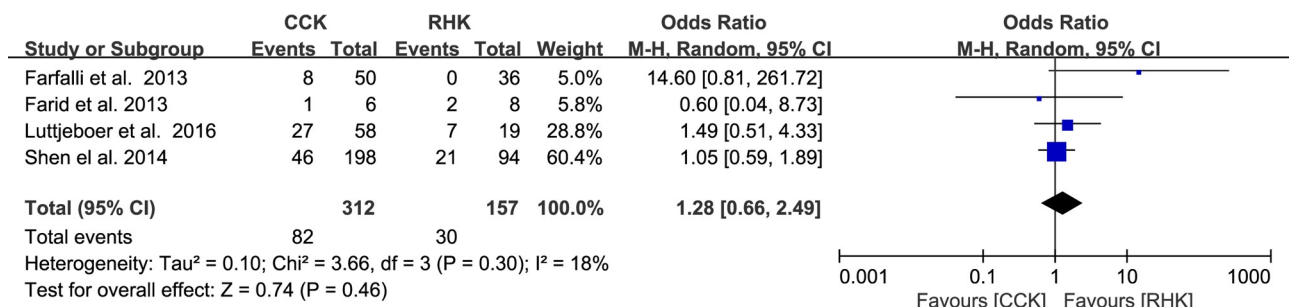 CCK RHK Odds Ratio Odds Ratio
Study or Subgroup Events Total Events Total Weight M-H, Random, 95% CI M-H, Random, 95% CI
Farfalli et al. 2013 8 50 0 36 5.0% 14.60 [0.81, 261.72]
Farid et al. 2013 1 6 2 8 5.8% 0.60 [0.04, 8.73]
Luttjeboer et al. 2016 27 58 7 19 28.8% 1.49 [0.51, 4.33]
Shen el al. 2014 46 198 21 94 60.4% 1.05 [0.59, 1.89]
Total (95% CI) 312 157 100.0% 1.28 [0.66, 2.49]
Total events 82 30
Heterogeneity: Tau² = 0.10; Chi² = 3.66, df = 3 (P = 0.30); I² = 18%
Test for overall effect: Z = 0.74 (P = 0.46)
0.001 0.1 1 10 1000
Favours [CCK] Favours [RHK]